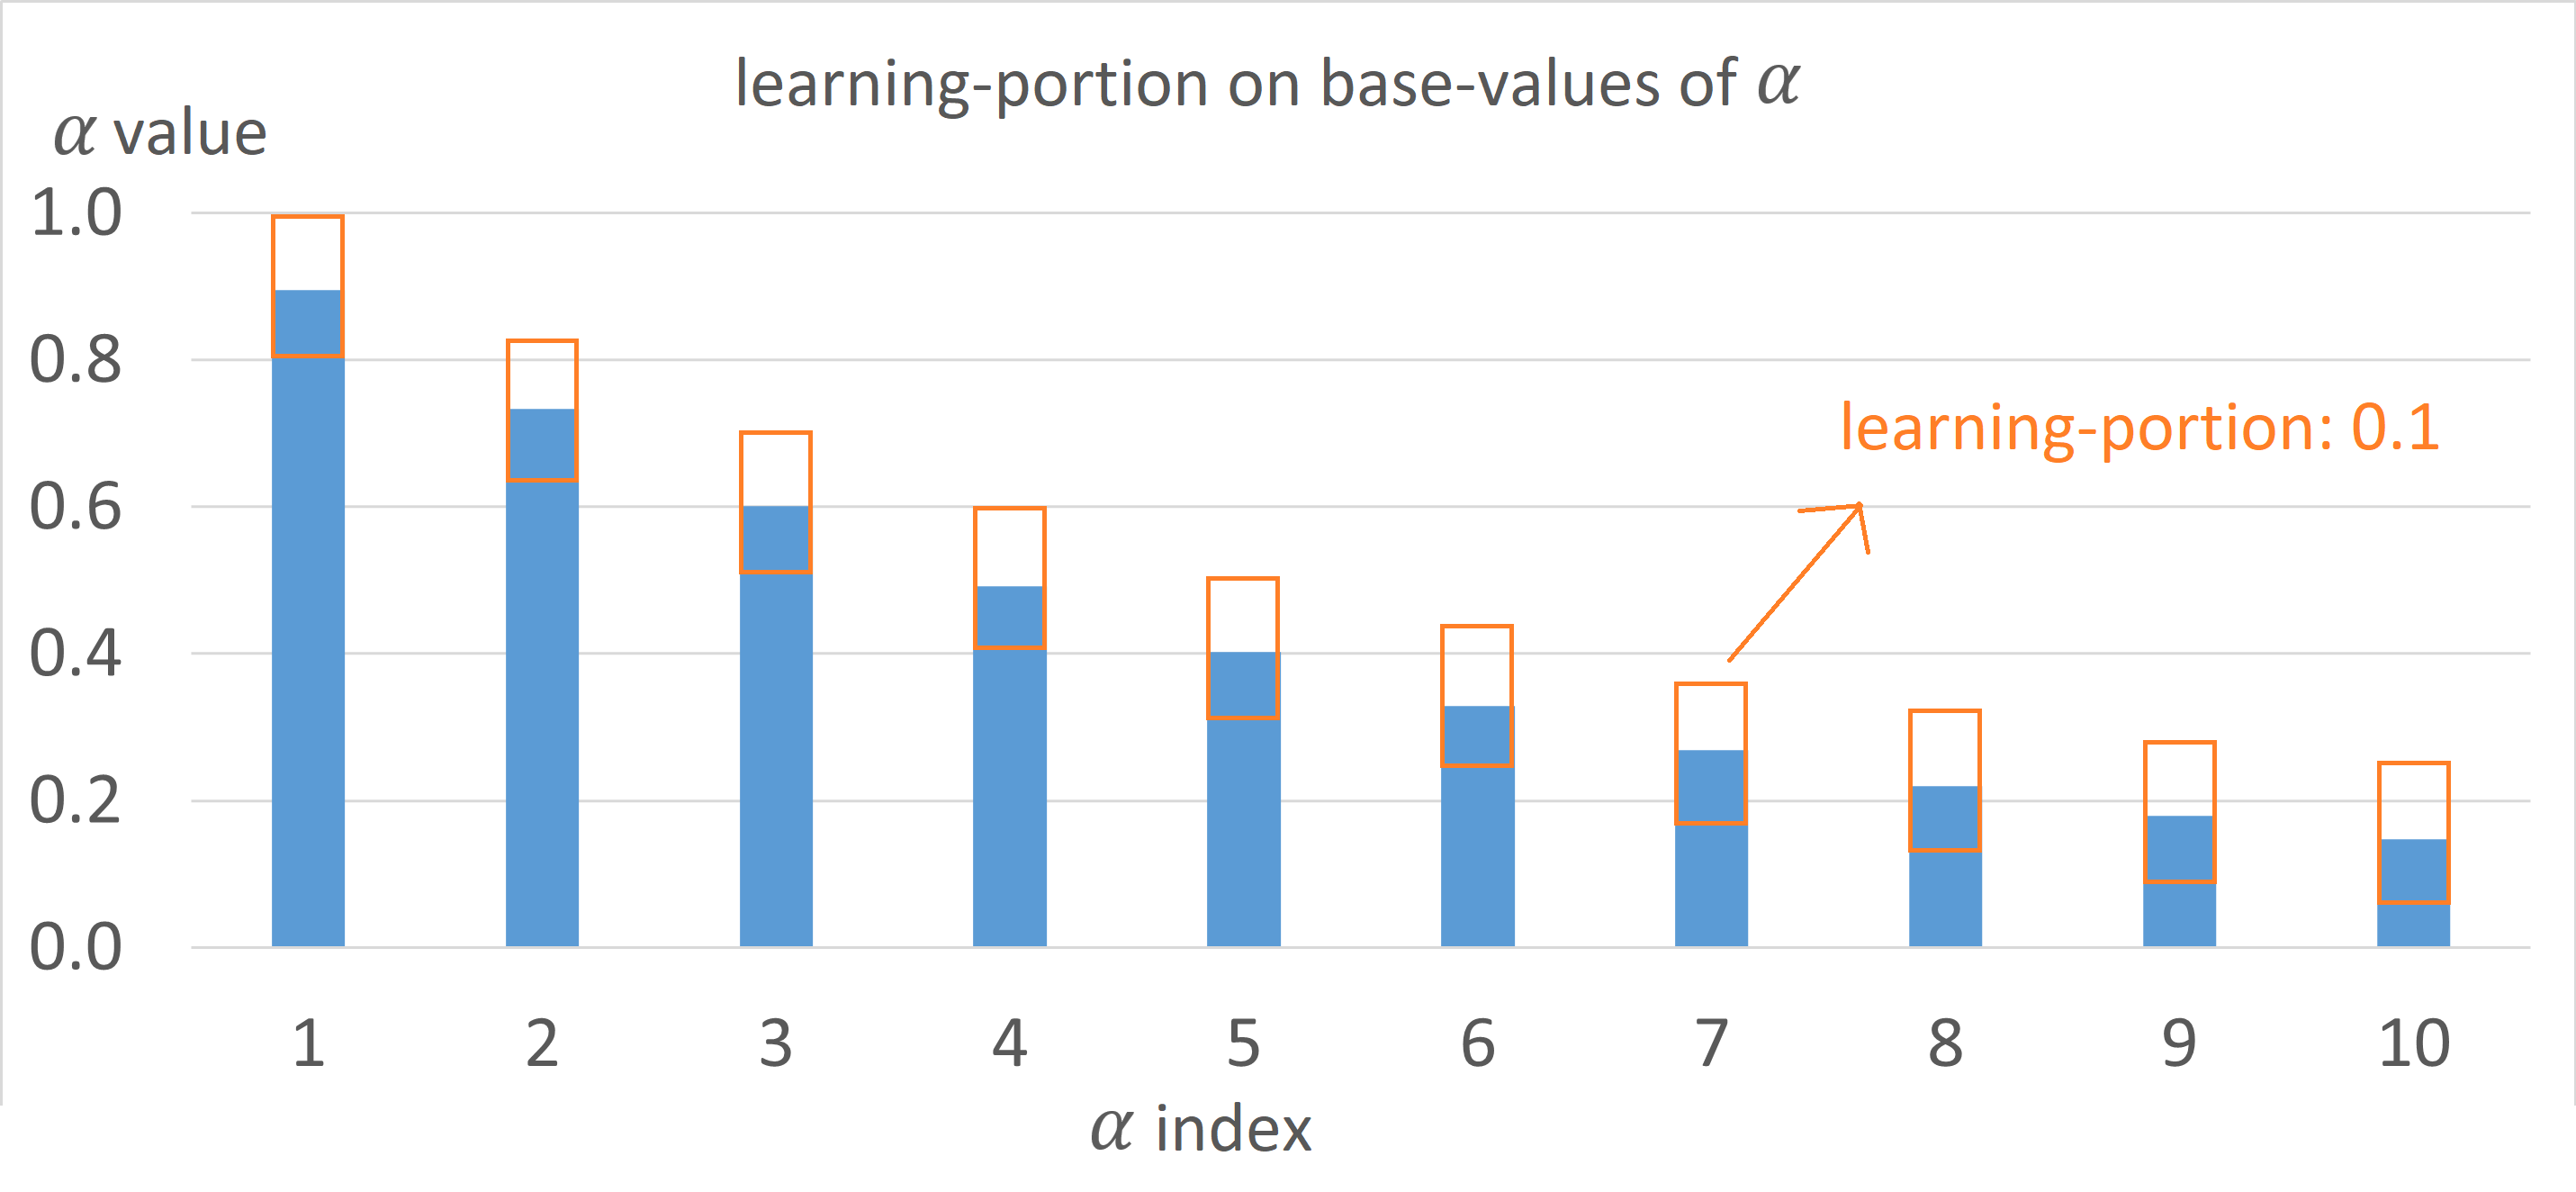 learning-portion on base-values of α
α value
1.0
0.8
learning-portion: 0.1
0.6
0.4
0.2
0.0
1 2 3 4 5 6 7 8 9 10
α index